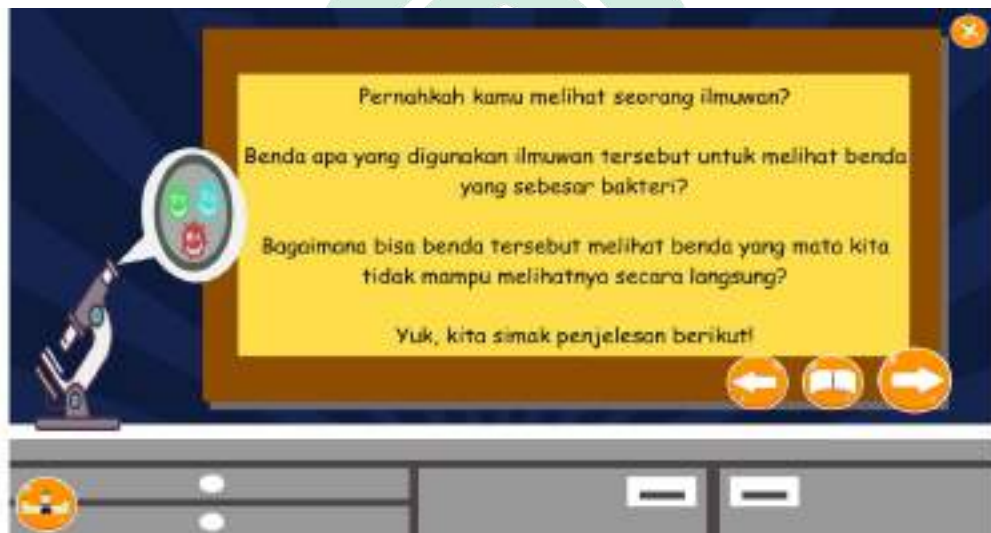 Pernahkah kamu melihat seorang ilmuwan?
Benda apa yang digunakan ilmuwan tersebut untuk melihat benda
yang sebesar bakteri?
Bagaimana bisa benda tersebut melihat benda yang mata kita
tidak mampu melihatnya secara langsung?
Yuk, kita simak penjelesan berikut!